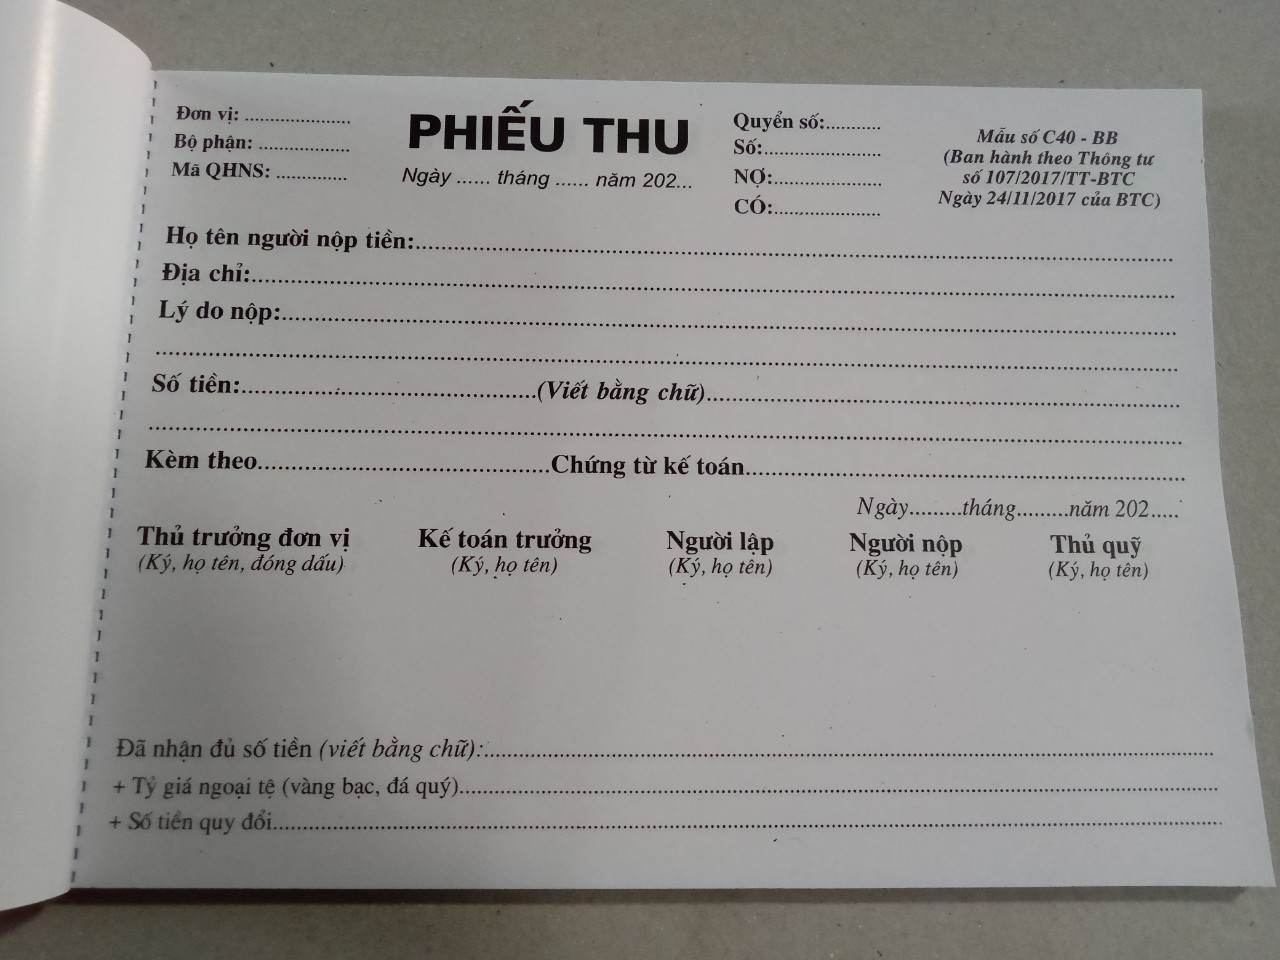 Đơn vị: .....................
Bộ phận: ..................
Mã QHNS: ..............
PHIẾU THU
Ngày ...... tháng ...... năm 202...
Quyển số:...........
Số:.......................
NỢ:.....................
CÓ:.....................
Mẫu số C40 - BB
(Ban hành theo Thông tư
số 107/2017/TT-BTC
Ngày 24/11/2017 của BTC)
Họ tên người nộp tiền:..............................
Địa chỉ:..............................
Lý do nộp:..............................
..............................
Số tiền:..............................(Viết bằng chữ)..............................
..............................
Kèm theo..............................Chứng từ kế toán..............................
Ngày.........tháng.........năm 202.....
Thủ trưởng đơn vị Kế toán trưởng Người lập Người nộp Thủ quỹ
(Ký, họ tên, đóng dấu) (Ký, họ tên) (Ký, họ tên) (Ký, họ tên) (Ký, họ tên)
Đã nhận đủ số tiền (viết bằng chữ):..............................
+ Tỷ giá ngoại tệ (vàng bạc, đá quý)..............................
+ Số tiền quy đổi..............................